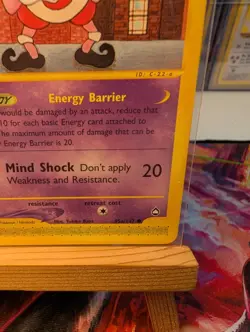 Energy Barrier
would be damaged by an attack, reduce that
10 for each basic Energy card attached to
The maximum amount of damage that can be
Energy Barrier is 20.
Mind Shock Don't apply 20
Weakness and Resistance.
resistance retreat cost